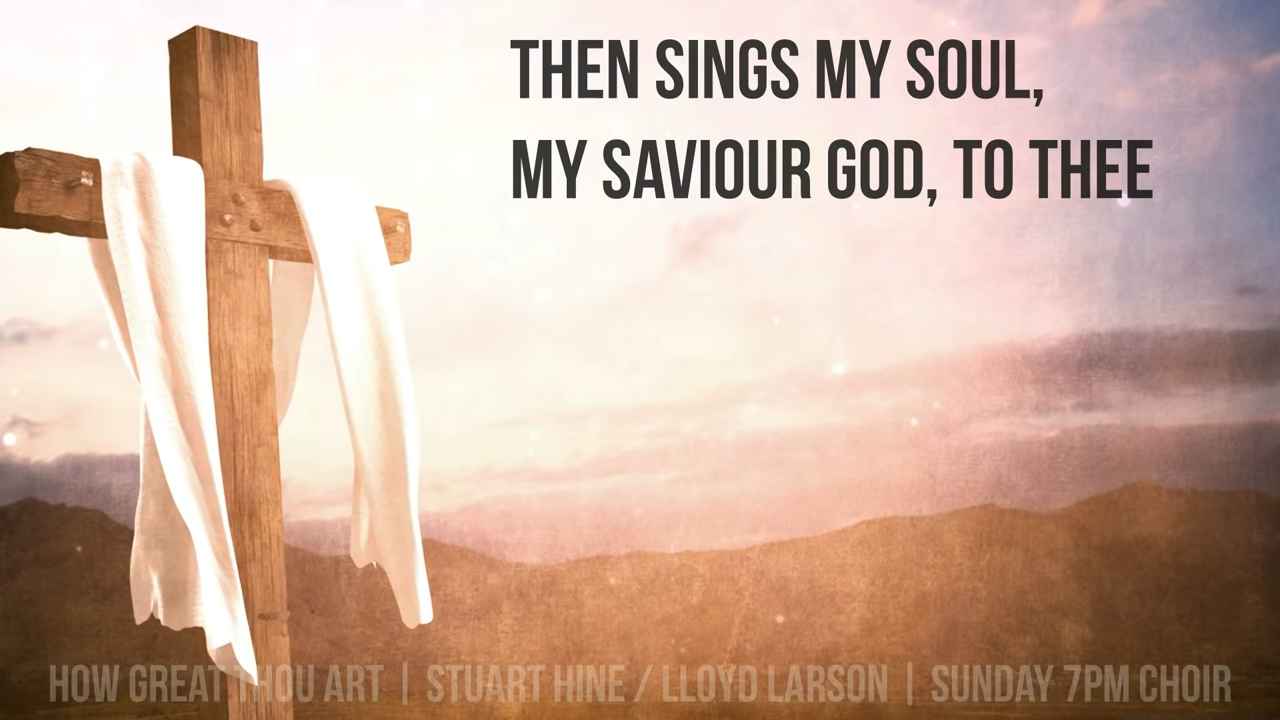 THEN SINGS MY SOUL,
MY SAVIOUR GOD, TO THEE
HOW GREAT THOU ART | STUART HINE / LLOYD LARSON | SUNDAY 7PM CHOIR